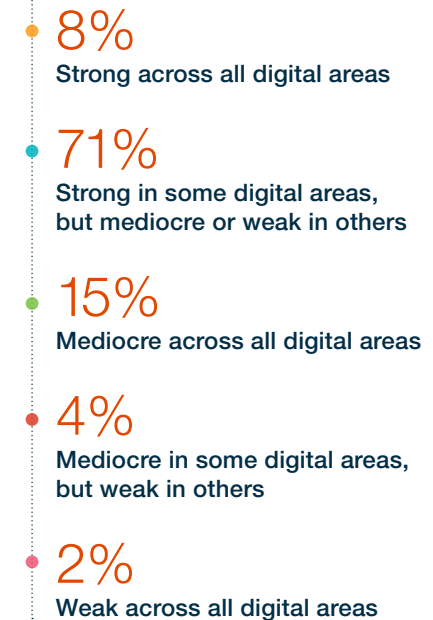 8%
Strong across all digital areas
71%
Strong in some digital areas,
but mediocre or weak in others
15%
Mediocre across all digital areas
4%
Mediocre in some digital areas,
but weak in others
2%
Weak across all digital areas